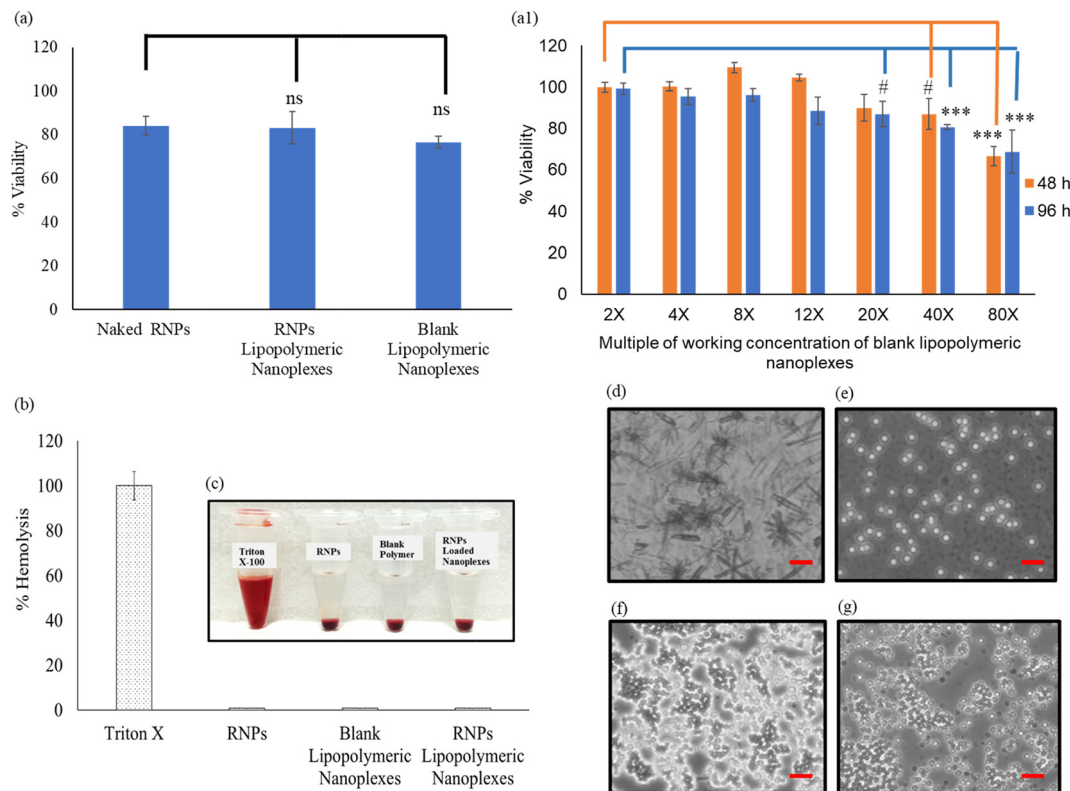 (a)
120
100
80
60
40
20
0
% Viability
ns
ns
Naked RNPs
RNPs
Lipopolymeric
Nanoplexes
Blank
Lipopolymeric
Nanoplexes
(a1)
120
100
80
60
40
20
0
% Viability
#
#
***
***
***
48 h
96 h
2X
4X
8X
12X
20X
40X
80X
Multiple of working concentration of blank lipopolymeric
nanoplexes
(b)
120
100
80
60
40
20
0
% Hemolysis
Triton X
RNPs
Blank
Lipopolymeric
Nanoplexes
RNPs
Lipopolymeric
Nanoplexes
(c)
Triton
X-100
RNPs
Blank
Polymer
RNPs
Loaded
Nanoplexes
(d)
(e)
(f)
(g)